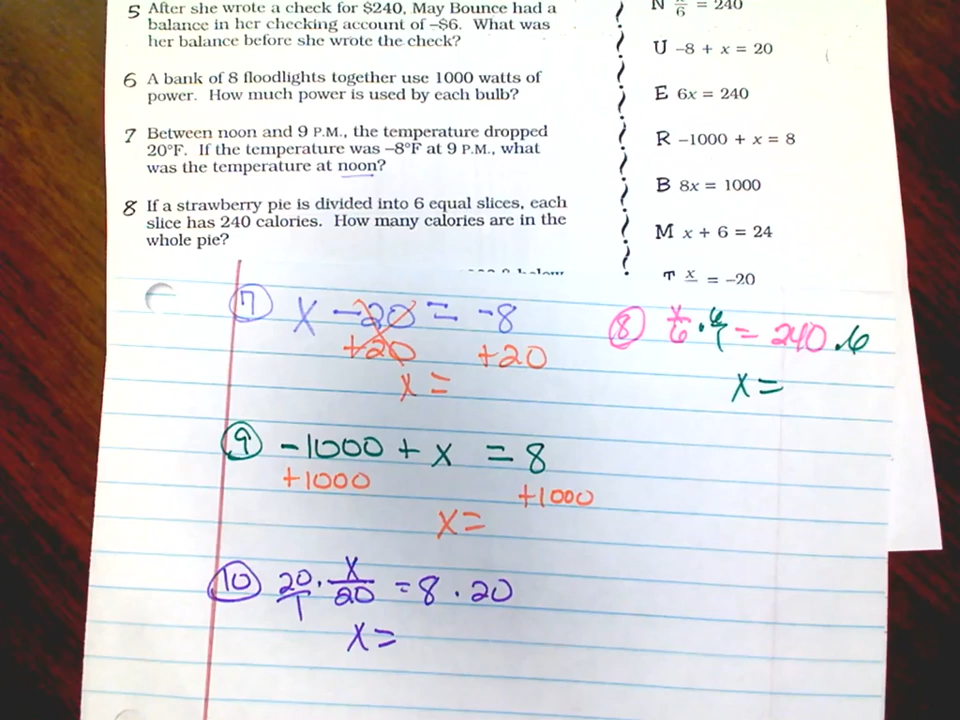 5 After she wrote a check for $240, May Bounce had a
balance in her checking account of –$6. What was
her balance before she wrote the check?
6 A bank of 8 floodlights together use 1000 watts of
power. How much power is used by each bulb?
7 Between noon and 9 P.M., the temperature dropped
20°F. If the temperature was –8°F at 9 P.M., what
was the temperature at noon?
8 If a strawberry pie is divided into 6 equal slices, each
slice has 240 calories. How many calories are in the
whole pie?
N x/6 = 240
U –8 + x = 20
E 6x = 240
R –1000 + x = 8
B 8x = 1000
M x + 6 = 24
T x = –20
7 x – 20 = -8
+20 +20
x =
8 x/6 · 6/1 = 240 · 6
x =
9 -1000 + x = 8
+1000 +1000
x =
10 20/1 · x/20 = 8 · 20
x =